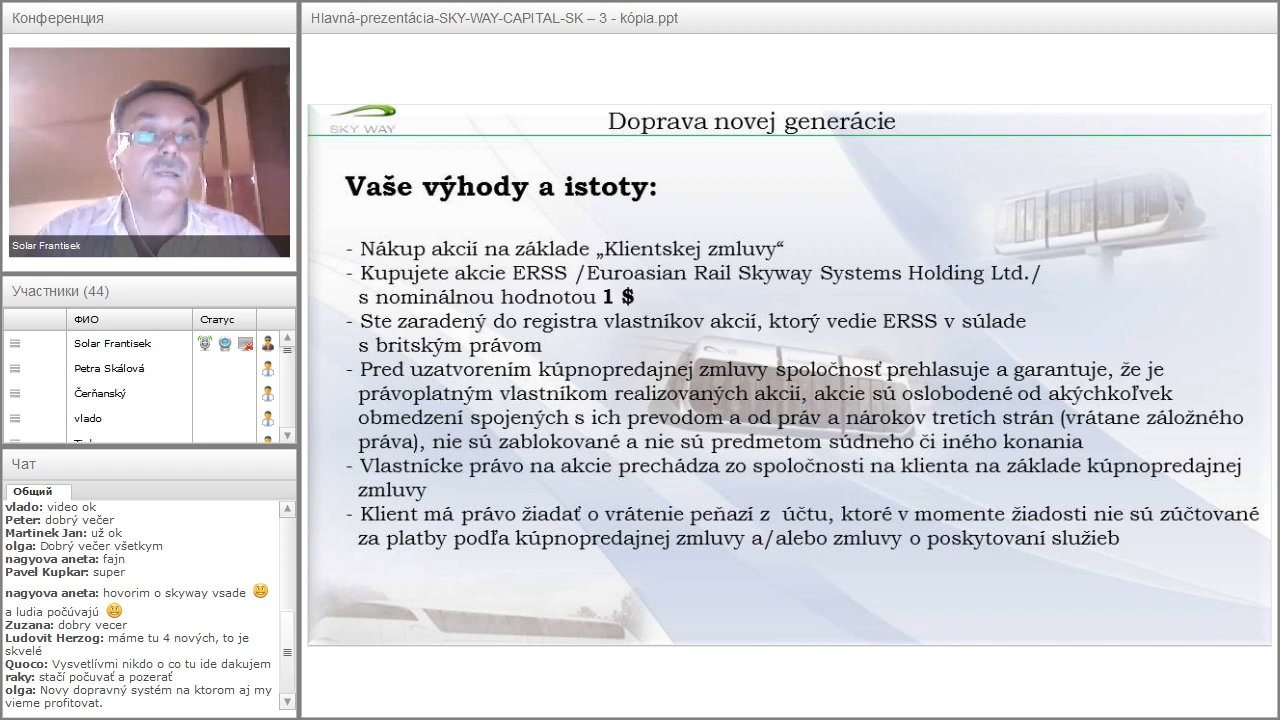 Конференция
Solar Frantisek
Участники (44)
ФИО Статус
Solar Frantisek
Petra Skálová
Čerňanský
vlado
Чат
Общий
vlado: video ok
Peter: dobrý večer
Martinek Jan: už ok
olga: Dobrý večer všetkym
nagyova aneta: fajn
Pavel Kupkar: super
nagyova aneta: hovorim o skyway vsade
a ludia počúvajú
Zuzana: dobry vecer
Ludovit Herzog: máme tu 4 nových, to je
skvelé
Quoco: Vysvetlívmi nikdo o co tu ide dakujem
raky: stačí počuvať a pozerať
olga: Novy dopravný systém na ktorom aj my
vieme profitovat.
Hlavná-prezentácia-SKY-WAY-CAPITAL-SK – 3 - kópia.ppt
SKY WAY
Doprava novej generácie
Vaše výhody a istoty:
- Nákup akcií na základe „Klientskej zmluvy“
- Kupujete akcie ERSS /Euroasian Rail Skyway Systems Holding Ltd./
s nominálnou hodnotou 1 $
- Ste zaradený do registra vlastníkov akcií, ktorý vedie ERSS v súlade
s britským právom
- Pred uzatvorením kúpnopredajnej zmluvy spoločnosť prehlasuje a garantuje, že je
právoplatným vlastníkom realizovaných akcií, akcie sú oslobodené od akýchkoľvek
obmedzení spojených s ich prevodom a od práv a nárokov tretích strán (vrátane záložného
práva), nie sú zablokované a nie sú predmetom súdneho či iného konania
- Vlastnícke právo na akcie prechádza zo spoločnosti na klienta na základe kúpnopredajnej
zmluvy
- Klient má právo žiadať o vrátenie peňazí z účtu, ktoré v momente žiadosti nie sú zúčtované
za platby podľa kúpnopredajnej zmluvy a/alebo zmluvy o poskytovaní služieb